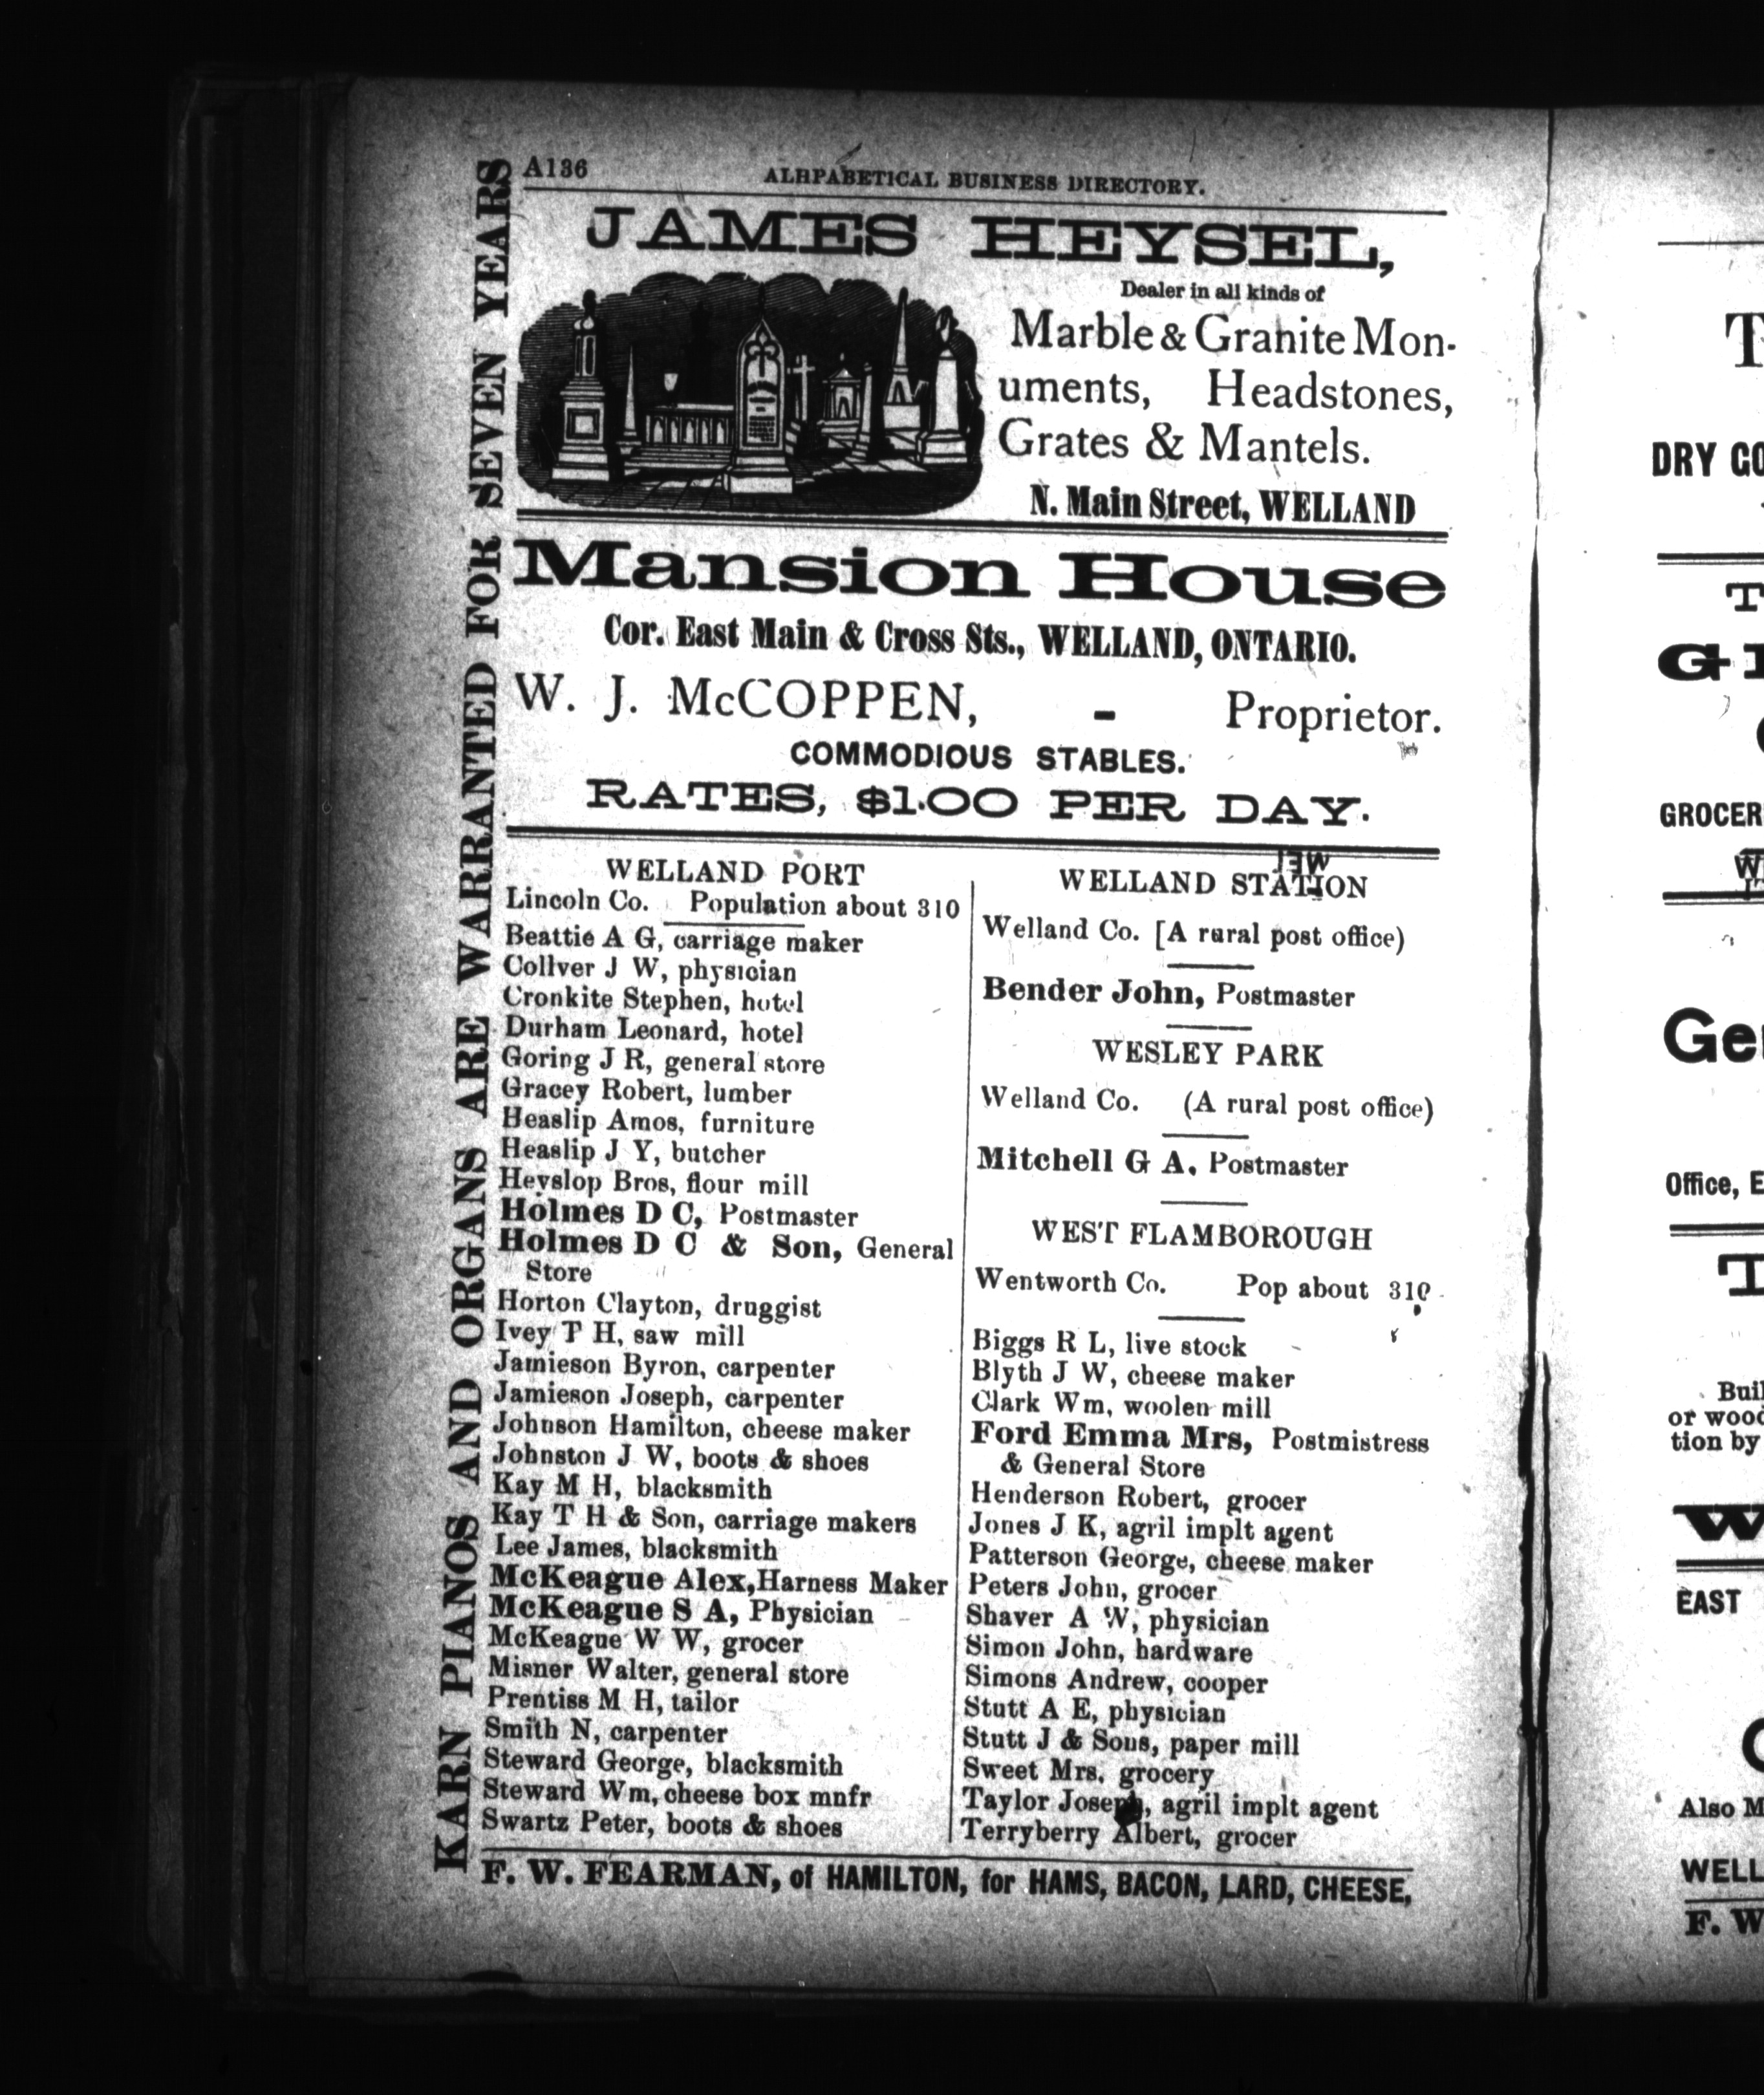 A136
ALHPABETICAL BUSINESS DIRECTORY.
KARN PIANOS AND ORGANS ARE WARRANTED FOR SEVEN YEARS
JAMES HEYSEL,
Dealer in all kinds of
Marble & Granite Mon-
uments, Headstones,
Grates & Mantels.
N. Main Street, WELLAND
Mansion House
Cor. East Main & Cross Sts., WELLAND, ONTARIO.
W. J. McCOPPEN, - Proprietor.
COMMODIOUS STABLES.
RATES, $1.00 PER DAY.
WELLAND PORT
Lincoln Co. Population about 310
Beattie A G, carriage maker
Collver J W, physician
Cronkite Stephen, hotel
Durham Leonard, hotel
Goring J R, general store
Gracey Robert, lumber
Heaslip Amos, furniture
Heaslip J Y, butcher
Heyslop Bros, flour mill
Holmes D C, Postmaster
Holmes D C & Son, General
Store
Horton Clayton, druggist
Ivey T H, saw mill
Jamieson Byron, carpenter
Jamieson Joseph, carpenter
Johnson Hamilton, cheese maker
Johnston J W, boots & shoes
Kay M H, blacksmith
Kay T H & Son, carriage makers
Lee James, blacksmith
McKeague Alex, Harness Maker
McKeague S A, Physician
McKeague W W, grocer
Misner Walter, general store
Prentiss M H, tailor
Smith N, carpenter
Steward George, blacksmith
Steward Wm, cheese box mnfr
Swartz Peter, boots & shoes
WELLAND STATION
Welland Co. [A rural post office)
Bender John, Postmaster
WESLEY PARK
Welland Co. (A rural post office)
Mitchell G A, Postmaster
WEST FLAMBOROUGH
Wentworth Co. Pop about 310
Biggs R L, live stock
Blyth J W, cheese maker
Clark Wm, woolen mill
Ford Emma Mrs, Postmistress
& General Store
Henderson Robert, grocer
Jones J K, agril implt agent
Patterson George, cheese maker
Peters John, grocer
Shaver A W, physician
Simon John, hardware
Simons Andrew, cooper
Stutt A E, physician
Stutt J & Sons, paper mill
Sweet Mrs, grocery
Taylor Joseph, agril implt agent
Terryberry Albert, grocer
F. W. FEARMAN, of HAMILTON, for HAMS, BACON, LARD, CHEESE,
DRY
GROCER
Office,
or
tion by
EAST
Also
F. W